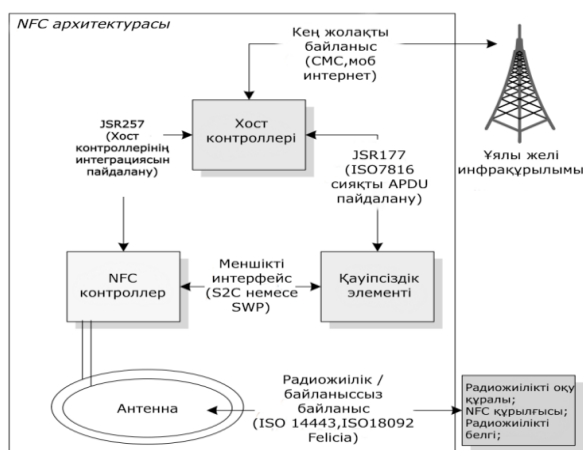 NFC архитектурасы
Кең жолақты
байланыс
(СМС,моб
интернет)
JSR257
(Хост
контроллерінің
интеграциясын
пайдалану)
Хост
контроллері
JSR177
(ISO7816
сияқты APDU
пайдалану)
Ұялы желі
инфрақұрылымы
NFC
контроллер
Меншікті
интерфейс
(S2C немесе
SWP)
Қауіпсіздік
элементі
Антенна
Радиожиілік /
байланыссыз
байланыс
(ISO 14443,ISO18092
Felicia)
Радиожиілікті оқу
құралы;
NFC құрылғысы;
Радиожиілікті
белгі;